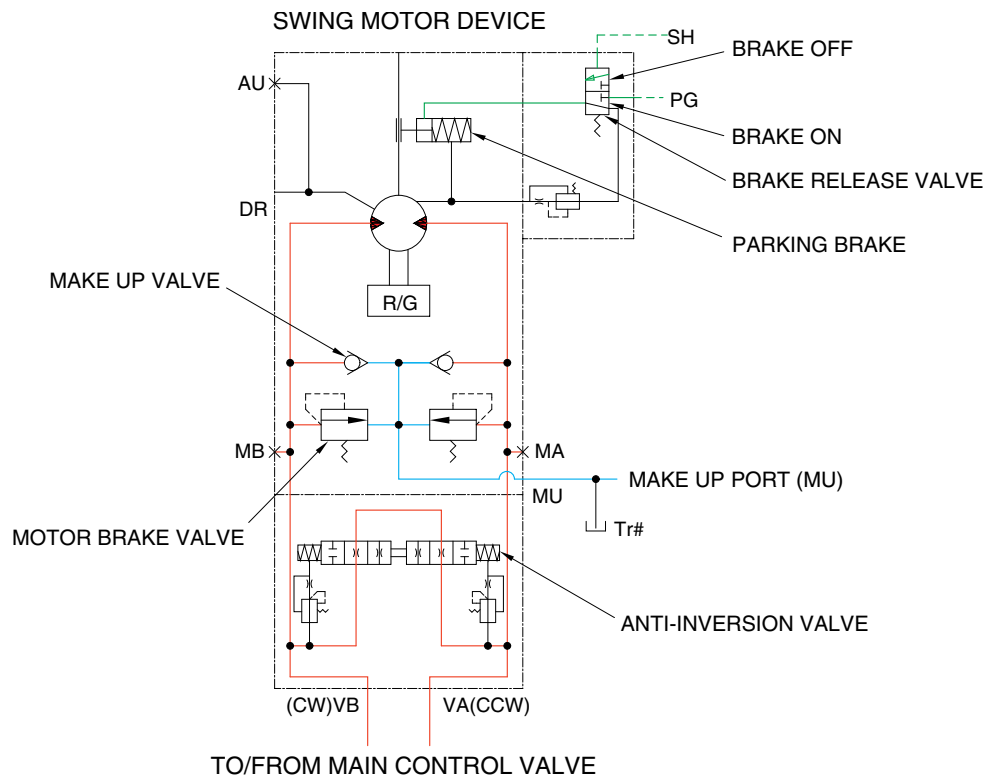 SWING MOTOR DEVICE
SH
BRAKE OFF
AU
PG
BRAKE ON
BRAKE RELEASE VALVE
DR
PARKING BRAKE
MAKE UP VALVE
R/G
MB
MA
MAKE UP PORT (MU)
MU
MOTOR BRAKE VALVE
Tr#
ANTI-INVERSION VALVE
(CW)VB
VA(CCW)
TO/FROM MAIN CONTROL VALVE